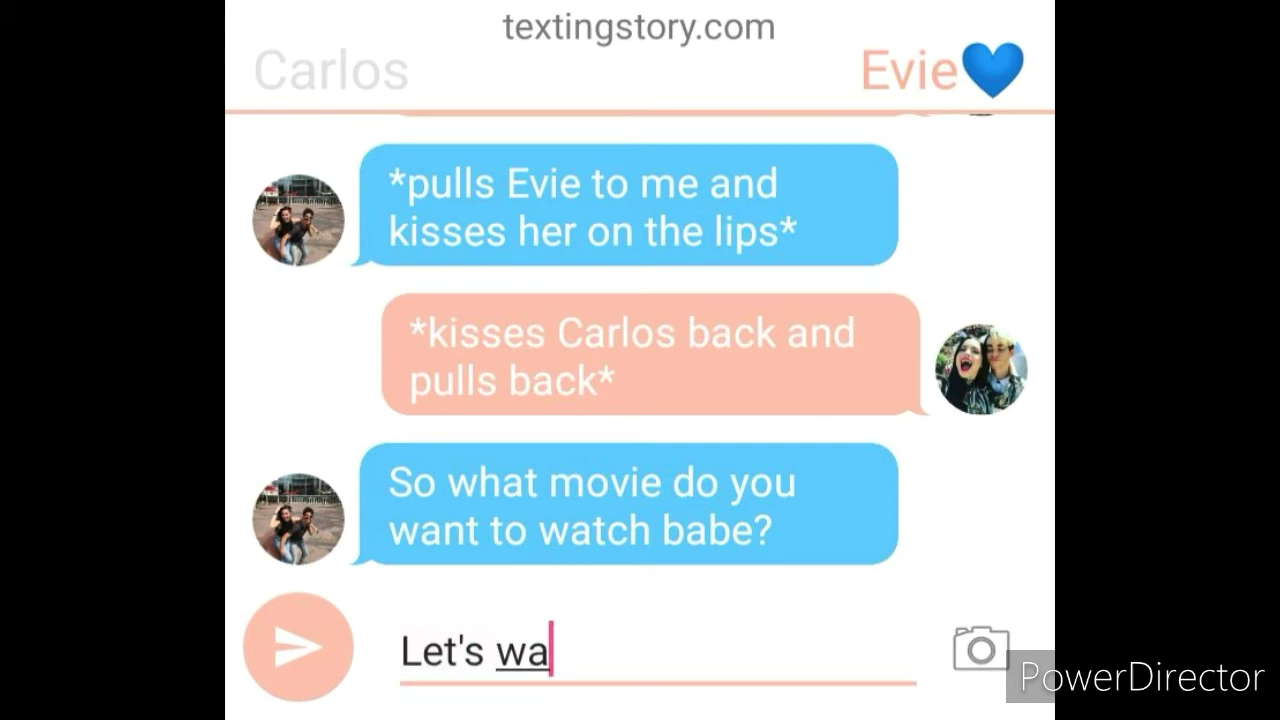 textingstory.com
Carlos
Evie💙
*pulls Evie to me and
kisses her on the lips*
*kisses Carlos back and
pulls back*
So what movie do you
want to watch babe?
Let's wa
PowerDirector